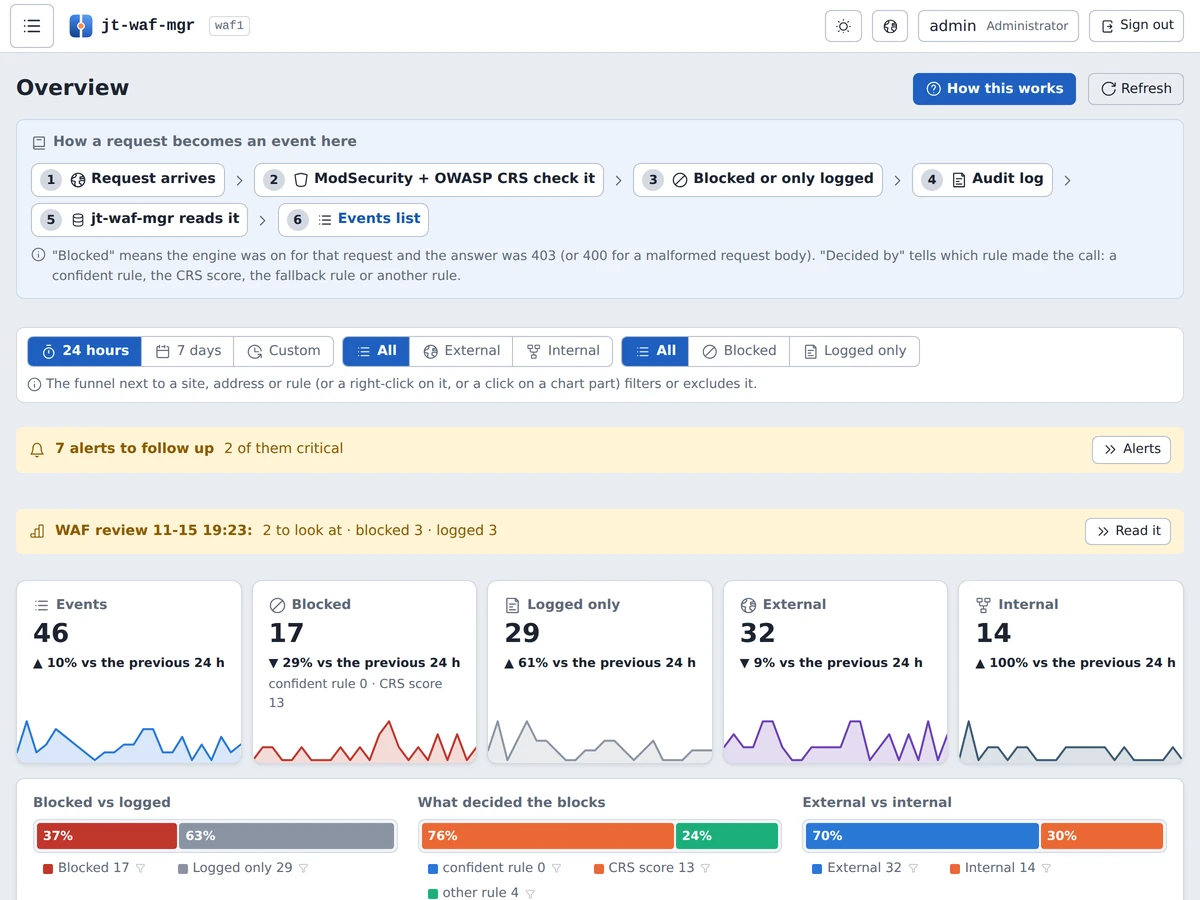 jt-waf-mgr waf1 admin Administrator Sign out
Overview How this works Refresh
How a request becomes an event here
1 Request arrives 2 ModSecurity + OWASP CRS check it 3 Blocked or only logged 4 Audit log
5 jt-waf-mgr reads it 6 Events list
"Blocked" means the engine was on for that request and the answer was 403 (or 400 for a malformed request body). "Decided by" tells which rule made the call: a
confident rule, the CRS score, the fallback rule or another rule.
24 hours 7 days Custom All External Internal All Blocked Logged only
The funnel next to a site, address or rule (or a right-click on it, or a click on a chart part) filters or excludes it.
7 alerts to follow up 2 of them critical Alerts
WAF review 11-15 19:23: 2 to look at · blocked 3 · logged 3 Read it
Events Blocked Logged only External Internal
46 17 29 32 14
▲ 10% vs the previous 24 h ▼ 29% vs the previous 24 h ▲ 61% vs the previous 24 h ▼ 9% vs the previous 24 h ▲ 100% vs the previous 24 h
confident rule 0 · CRS score
13
Blocked vs logged What decided the blocks External vs internal
37% 63% 76% 24% 70% 30%
Blocked 17 Logged only 29 confident rule 0 CRS score 13 External 32 Internal 14
other rule 4